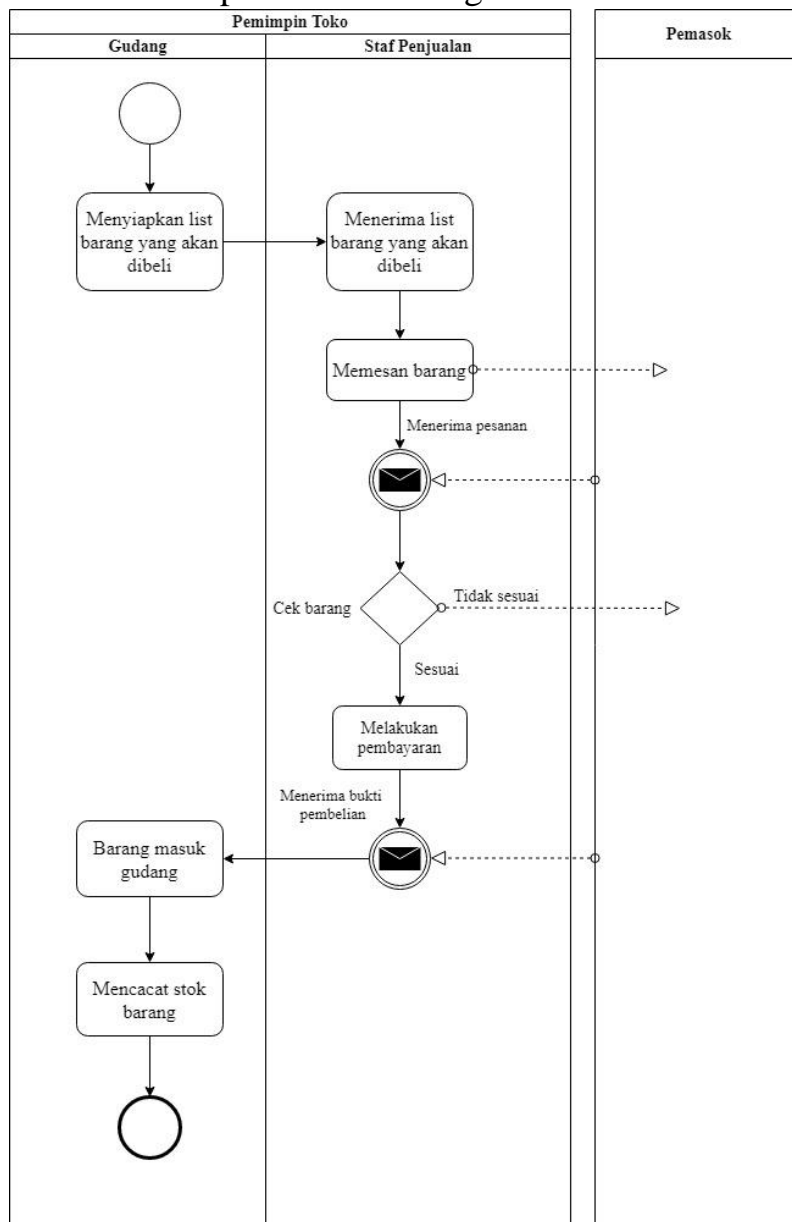 Pemimpin Toko
Pemasok
Gudang
Staf Penjualan
Menyiapkan list
barang yang akan
dibeli
Menerima list
barang yang akan
dibeli
Memesan barang
Menerima pesanan
Cek barang
Tidak sesuai
Sesuai
Melakukan
pembayaran
Menerima bukti
pembelian
Barang masuk
gudang
Mencacat stok
barang